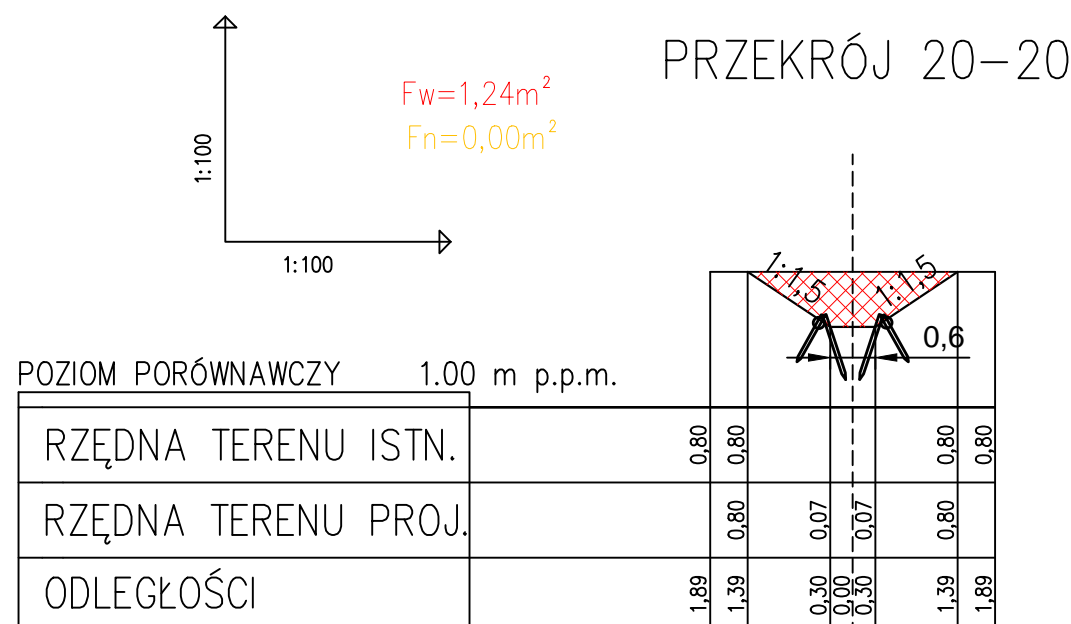 PRZEKRÓJ 20-20
Fw=1,24m²
Fn=0,00m²
1:100
1:100
1:1,5 1:1,5
0,6
POZIOM PORÓWNAWCZY 1.00 m p.p.m.
RZĘDNA TERENU ISTN. 0,80 0,80 0,80 0,80
RZĘDNA TERENU PROJ. 0,80 0,07 0,07 0,80
ODLEGŁOŚCI 1,89 1,39 0,30 0,00 0,30 1,39 1,89